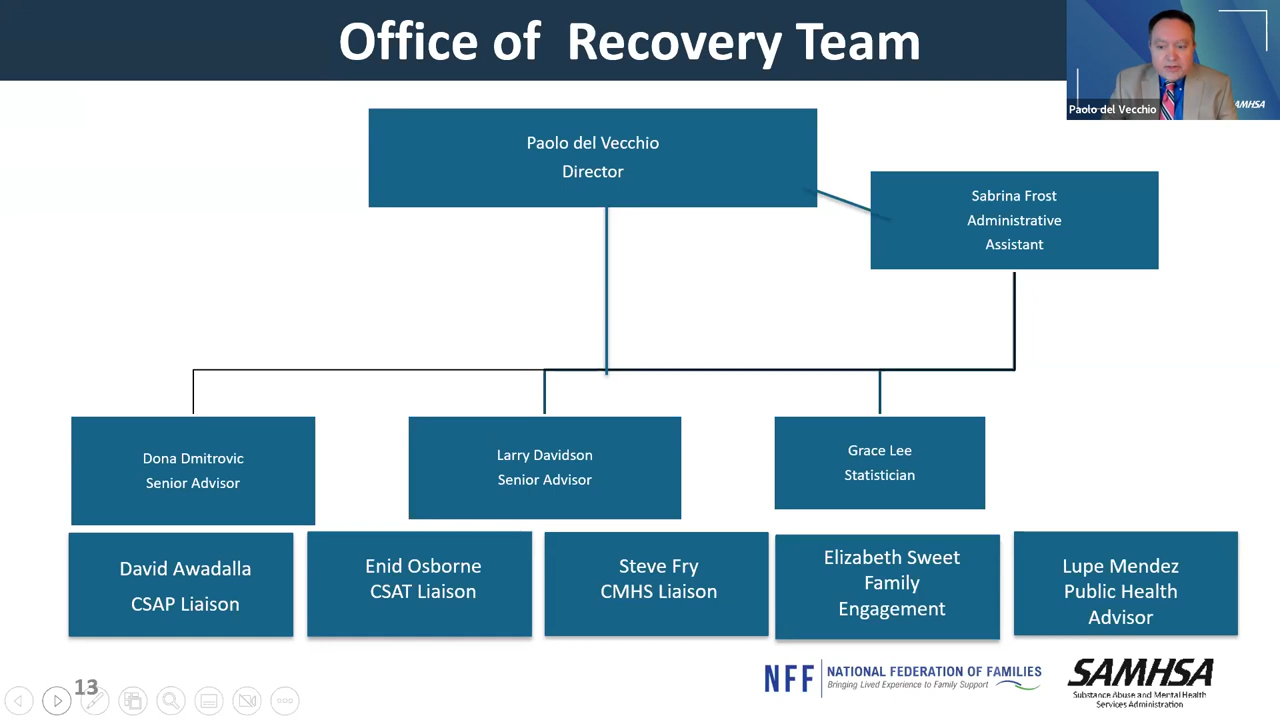 Office of  Recovery Team
Paolo del Vecchio
SAMHSA
Paolo del Vecchio
Director
Sabrina Frost
Administrative
Assistant
Dona Dmitrovic
Senior Advisor
Larry Davidson
Senior Advisor
Grace Lee
Statistician
David Awadalla
CSAP Liaison
Enid Osborne
CSAT Liaison
Steve Fry
CMHS Liaison
Elizabeth Sweet
Family
Engagement
Lupe Mendez
Public Health
Advisor
13
NFF
NATIONAL FEDERATION OF FAMILIES
Bringing Lived Experience to Family Support
SAMHSA
Substance Abuse and Mental Health
Services Administration